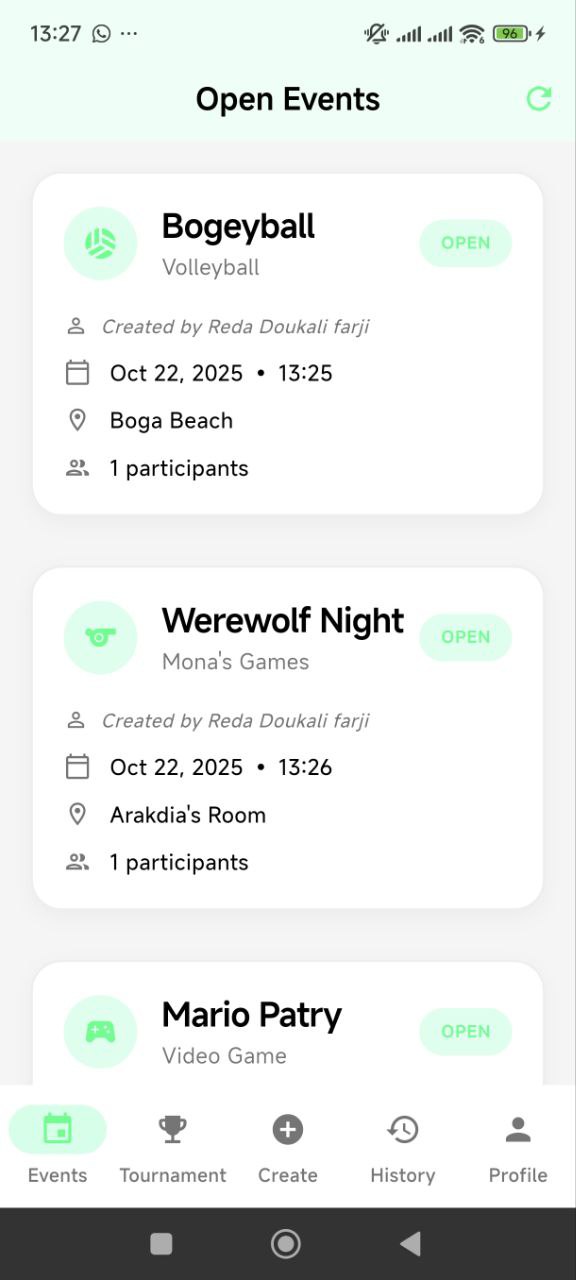 13:27 ...
96
Open Events
Bogeyball
Volleyball
OPEN
Created by Reda Doukali farji
Oct 22, 2025 • 13:25
Boga Beach
1 participants
Werewolf Night
Mona's Games
OPEN
Created by Reda Doukali farji
Oct 22, 2025 • 13:26
Arakdia's Room
1 participants
Mario Patry
Video Game
OPEN
Events Tournament Create History Profile